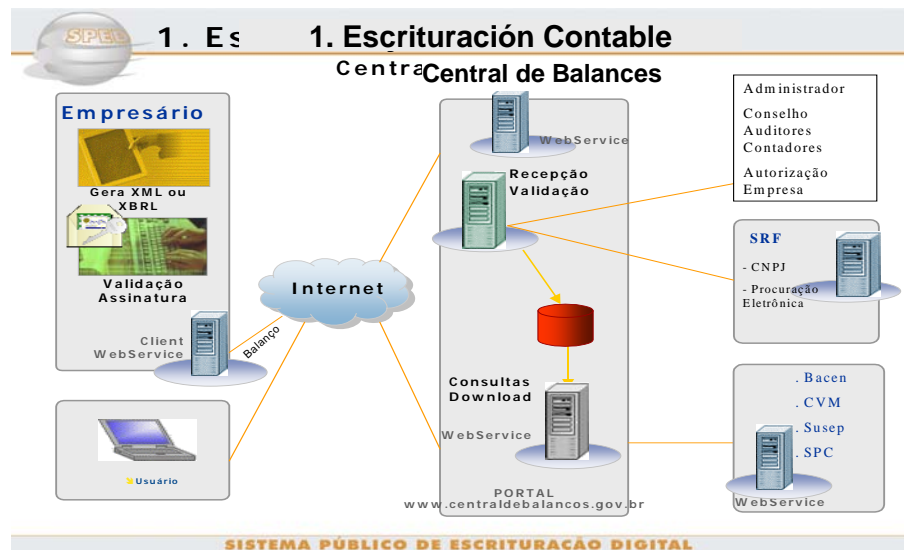 SPED
1. Es
1. Escrituración Contable
Centra
Central de Balances
Empresário
Gera XML ou
XBRL
Validação
Assinatura
Client
WebService
Balanço
Internet
Usuário
WebService
Recepção
Validação
Consultas
Download
WebService
PORTAL
www.centraldebalancos.gov.br
Administrador
Conselho
Auditores
Contadores
Autorização
Empresa
SRF
- CNPJ
- Procuração
Eletrônica
. Bacen
. CVM
. Susep
. SPC
WebService
SISTEMA PÚBLICO DE ESCRITURAÇÃO DIGITAL